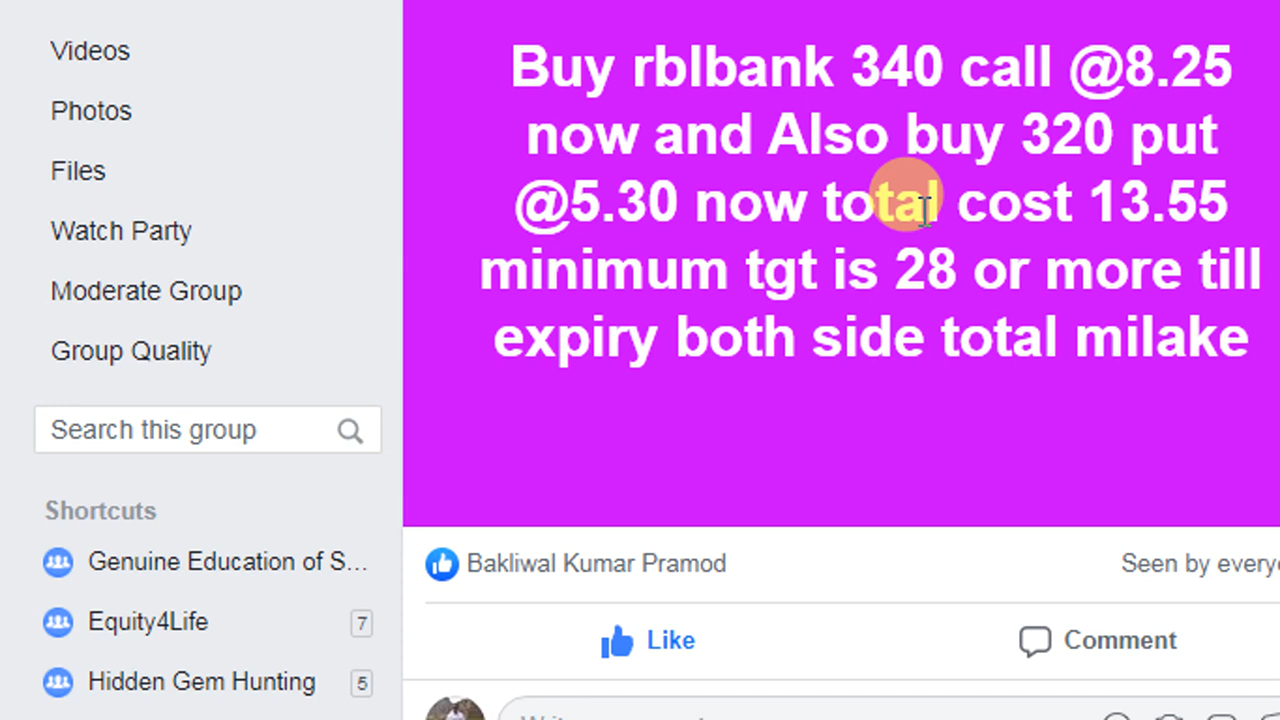 Videos
Photos
Files
Watch Party
Moderate Group
Group Quality
Search this group
Shortcuts
Genuine Education of S...
Equity4Life 7
Hidden Gem Hunting 5
Buy rblbank 340 call @8.25
now and Also buy 320 put
@5.30 now total cost 13.55
minimum tgt is 28 or more till
expiry both side total milake
Bakliwal Kumar Pramod
Seen by
Like
Comment